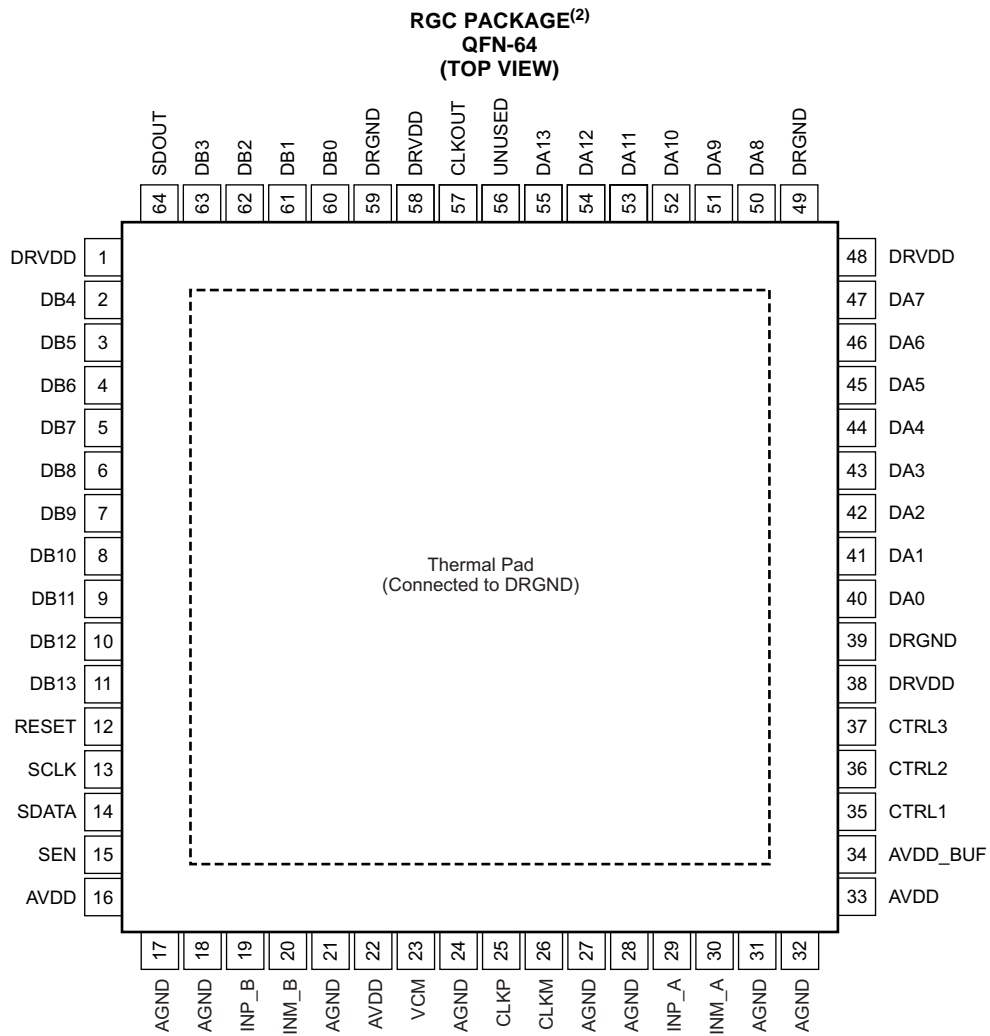 RGC PACKAGE(2)
QFN-64
(TOP VIEW)
SDOUT
DB3
DB2
DB1
DB0
DRGND
DRVDD
CLKOUT
UNUSED
DA13
DA12
DA11
DA10
DA9
DA8
DRGND
64
63
62
61
60
59
58
57
56
55
54
53
52
51
50
49
DRVDD 1
DB4 2
DB5 3
DB6 4
DB7 5
DB8 6
DB9 7
DB10 8
DB11 9
DB12 10
DB13 11
RESET 12
SCLK 13
SDATA 14
SEN 15
AVDD 16
Thermal Pad
(Connected to DRGND)
48 DRVDD
47 DA7
46 DA6
45 DA5
44 DA4
43 DA3
42 DA2
41 DA1
40 DA0
39 DRGND
38 DRVDD
37 CTRL3
36 CTRL2
35 CTRL1
34 AVDD_BUF
33 AVDD
17
18
19
20
21
22
23
24
25
26
27
28
29
30
31
32
AGND
AGND
INP_B
INM_B
AGND
AVDD
VCM
AGND
CLKP
CLKM
AGND
AGND
INP_A
INM_A
AGND
AGND